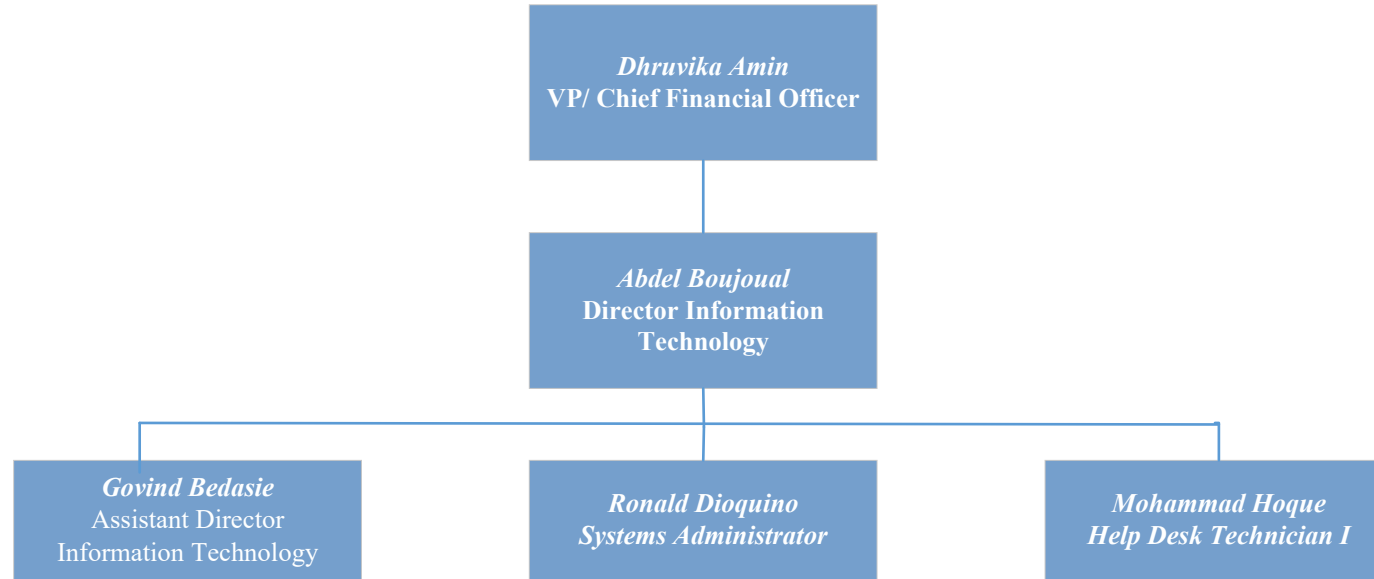 Dhruvika Amin
VP/ Chief Financial Officer
Abdel Boujoual
Director Information
Technology
Govind Bedasie
Assistant Director
Information Technology
Ronald Dioquino
Systems Administrator
Mohammad Hoque
Help Desk Technician I